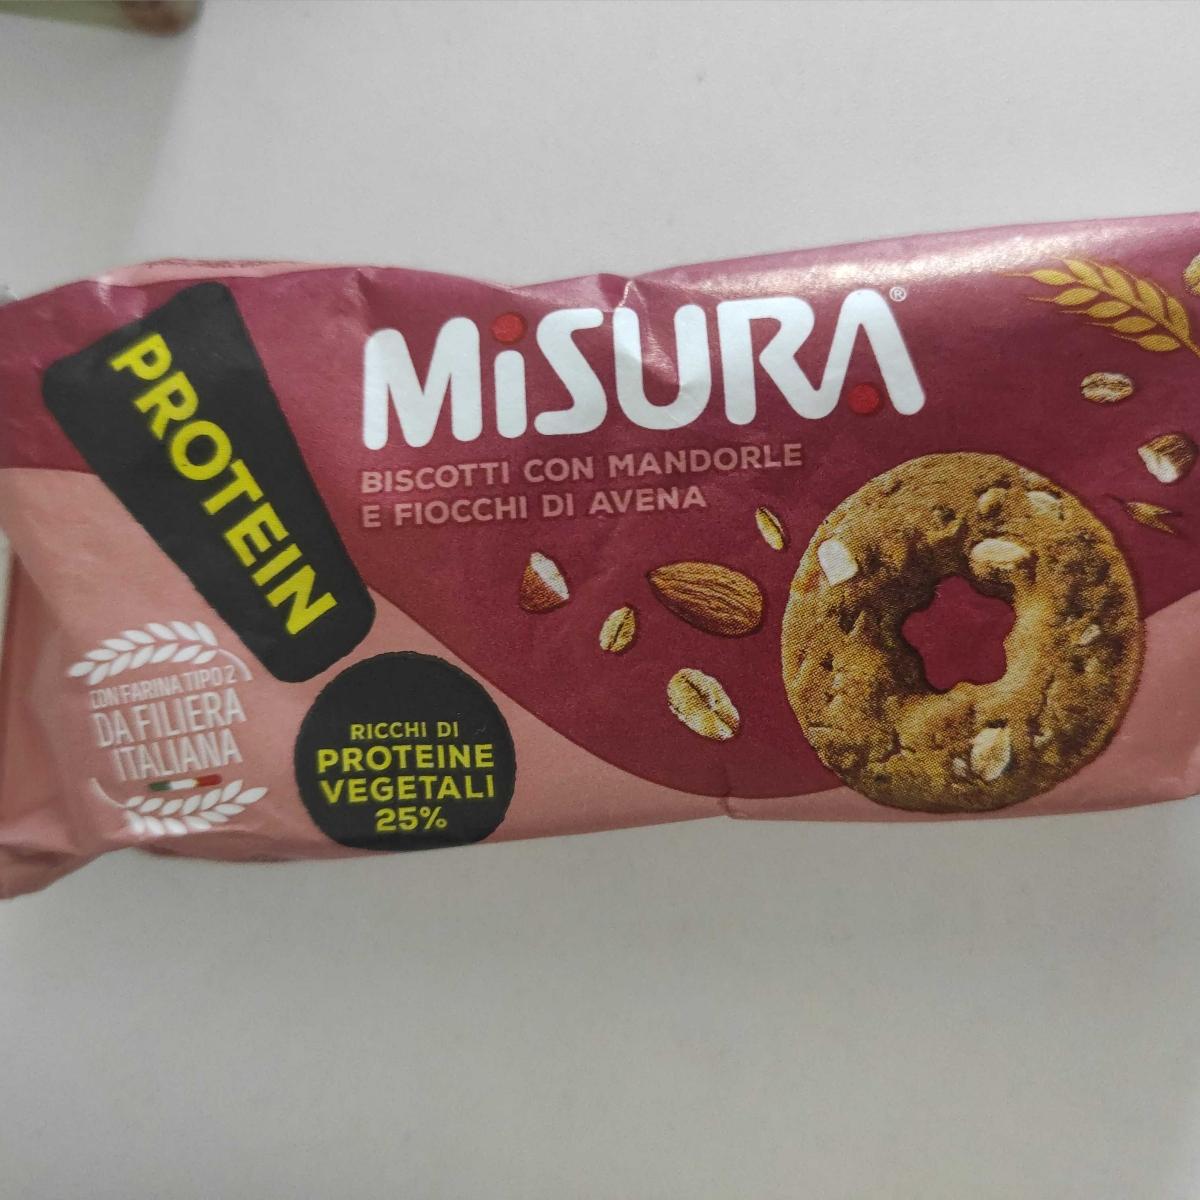 PROTEIN
MiSURA®
BISCOTTI CON MANDORLE
E FIOCCHI DI AVENA
CON FARINA TIPO 2
DA FILIERA
ITALIANA
RICCHI DI
PROTEINE
VEGETALI
25%